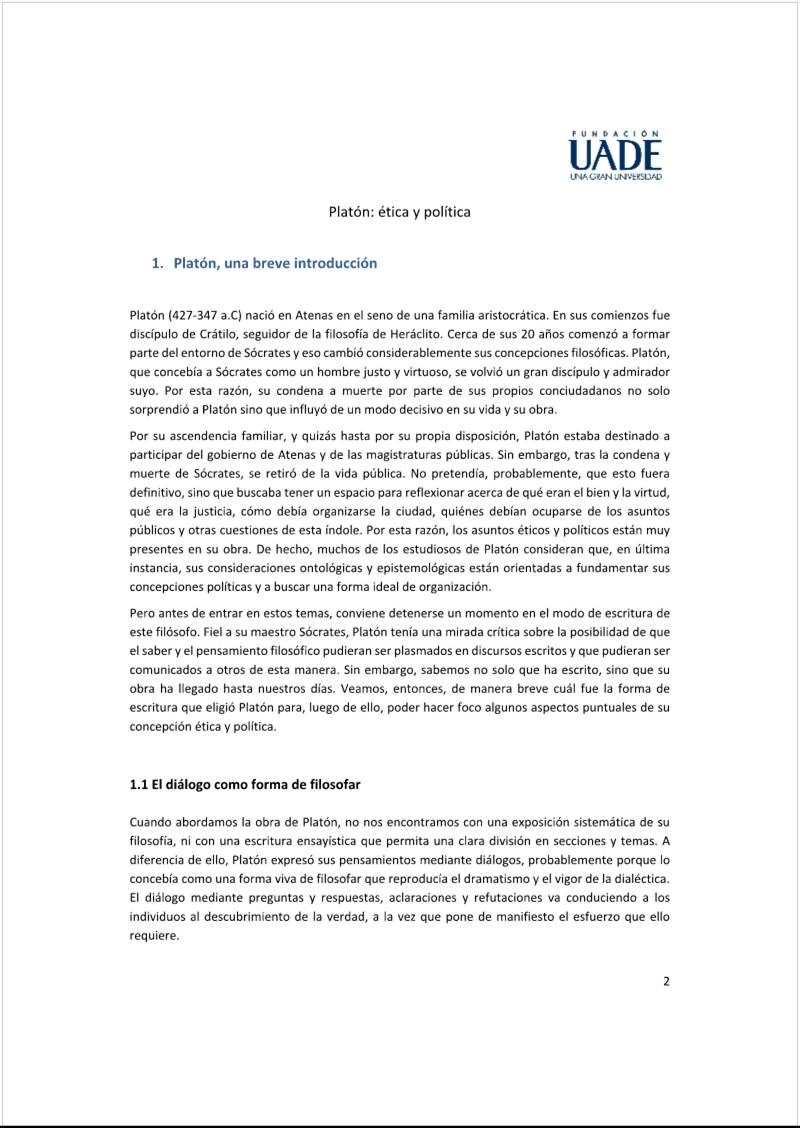 FUNDACIÓN
UADE
UNA GRAN UNIVERSIDAD
Platón: ética y política
1. Platón, una breve introducción
Platón (427-347 a.C) nació en Atenas en el seno de una familia aristocrática. En sus comienzos fue
discípulo de Crátilo, seguidor de la filosofía de Heráclito. Cerca de sus 20 años comenzó a formar
parte del entorno de Sócrates y eso cambió considerablemente sus concepciones filosóficas. Platón,
que concebía a Sócrates como un hombre justo y virtuoso, se volvió un gran discípulo y admirador
suyo. Por esta razón, su condena a muerte por parte de sus propios conciudadanos no solo
sorprendió a Platón sino que influyó de un modo decisivo en su vida y su obra.
Por su ascendencia familiar, y quizás hasta por su propia disposición, Platón estaba destinado a
participar del gobierno de Atenas y de las magistraturas públicas. Sin embargo, tras la condena y
muerte de Sócrates, se retiró de la vida pública. No pretendía, probablemente, que esto fuera
definitivo, sino que buscaba tener un espacio para reflexionar acerca de qué eran el bien y la virtud,
qué era la justicia, cómo debía organizarse la ciudad, quiénes debían ocuparse de los asuntos
públicos y otras cuestiones de esta índole. Por esta razón, los asuntos éticos y políticos están muy
presentes en su obra. De hecho, muchos de los estudiosos de Platón consideran que, en última
instancia, sus consideraciones ontológicas y epistemológicas están orientadas a fundamentar sus
concepciones políticas y a buscar una forma ideal de organización.
Pero antes de entrar en estos temas, conviene detenerse un momento en el modo de escritura de
este filósofo. Fiel a su maestro Sócrates, Platón tenía una mirada crítica sobre la posibilidad de que
el saber y el pensamiento filosófico pudieran ser plasmados en discursos escritos y que pudieran ser
comunicados a otros de esta manera. Sin embargo, sabemos no solo que ha escrito, sino que su
obra ha llegado hasta nuestros días. Veamos, entonces, de manera breve cuál fue la forma de
escritura que eligió Platón para, luego de ello, poder hacer foco algunos aspectos puntuales de su
concepción ética y política.
1.1 El diálogo como forma de filosofar
Cuando abordamos la obra de Platón, no nos encontramos con una exposición sistemática de su
filosofía, ni con una escritura ensayística que permita una clara división en secciones y temas. A
diferencia de ello, Platón expresó sus pensamientos mediante diálogos, probablemente porque lo
concebía como una forma viva de filosofar que reproducía el dramatismo y el vigor de la dialéctica.
El diálogo mediante preguntas y respuestas, aclaraciones y refutaciones va conduciendo a los
individuos al descubrimiento de la verdad, a la vez que pone de manifiesto el esfuerzo que ello
requiere.
2